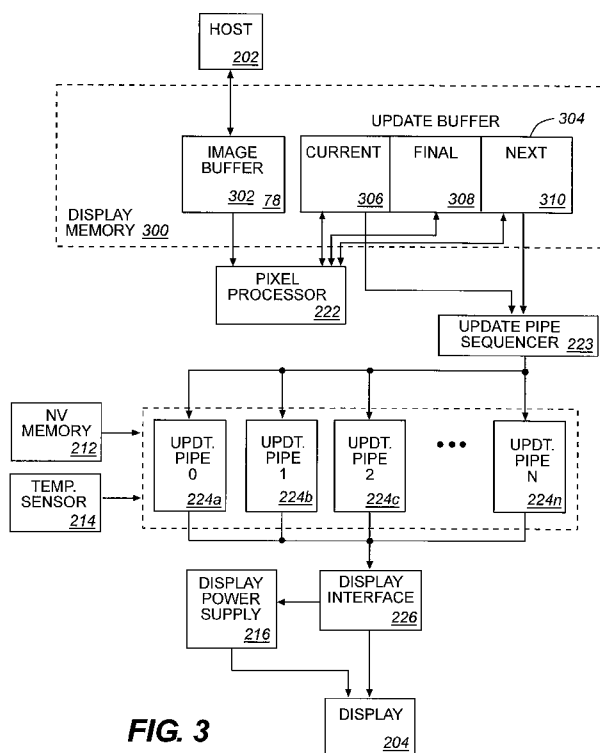 HOST
202
UPDATE BUFFER
304
IMAGE
BUFFER
302 78
CURRENT
306
FINAL
308
NEXT
310
DISPLAY
MEMORY 300
PIXEL
PROCESSOR
222
UPDATE PIPE
SEQUENCER 223
NV
MEMORY
212
TEMP.
SENSOR
214
UPDT.
PIPE
0
224a
UPDT.
PIPE
1
224b
UPDT.
PIPE
2
224c
UPDT.
PIPE
N
224n
DISPLAY
POWER
SUPPLY
216
DISPLAY
INTERFACE
226
DISPLAY
204
FIG. 3